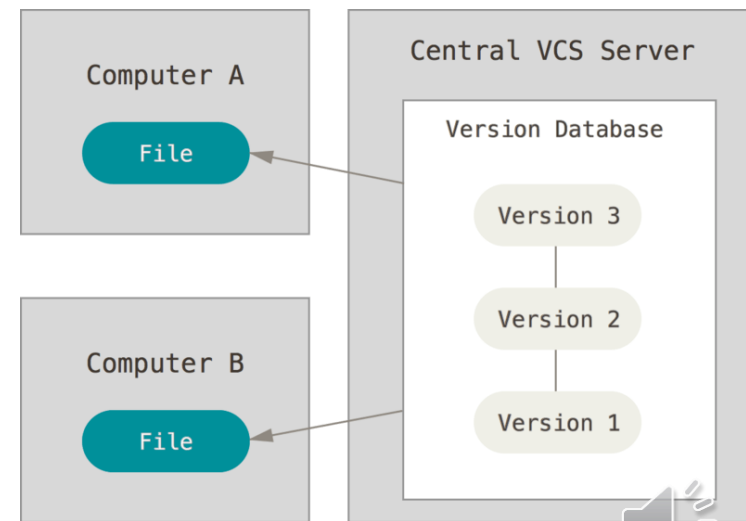 Computer A
File
Central VCS Server
Version Database
Version 3
Version 2
Version 1
Computer B
File